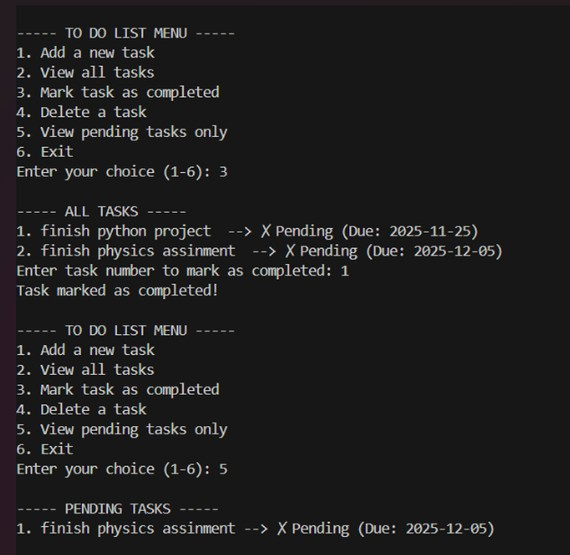 ----- TO DO LIST MENU -----
1. Add a new task
2. View all tasks
3. Mark task as completed
4. Delete a task
5. View pending tasks only
6. Exit
Enter your choice (1-6): 3
----- ALL TASKS -----
1. finish python project  --> ✗ Pending (Due: 2025-11-25)
2. finish physics assinment  --> ✗ Pending (Due: 2025-12-05)
Enter task number to mark as completed: 1
Task marked as completed!
----- TO DO LIST MENU -----
1. Add a new task
2. View all tasks
3. Mark task as completed
4. Delete a task
5. View pending tasks only
6. Exit
Enter your choice (1-6): 5
----- PENDING TASKS -----
1. finish physics assinment --> ✗ Pending (Due: 2025-12-05)